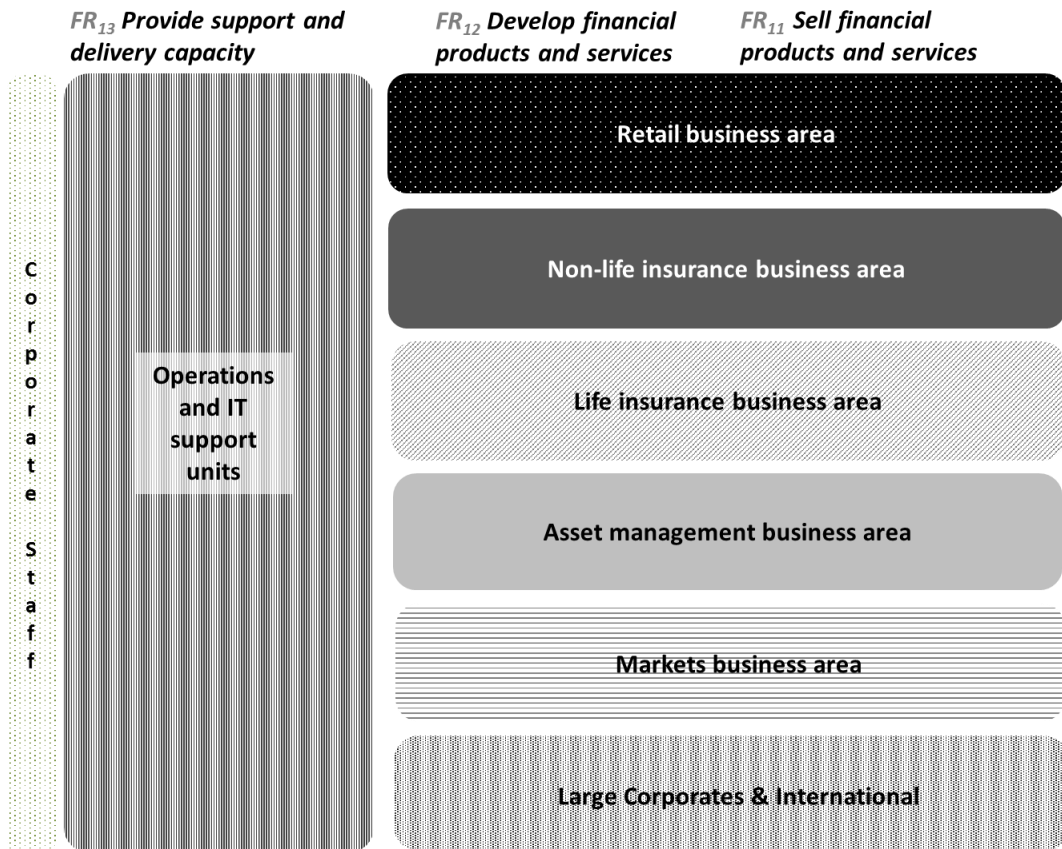 FR13 Provide support and
delivery capacity
FR12 Develop financial
products and services
FR11 Sell financial
products and services
Corporate Staff
Operations
and IT
support
units
Retail business area
Non-life insurance business area
Life insurance business area
Asset management business area
Markets business area
Large Corporates & International